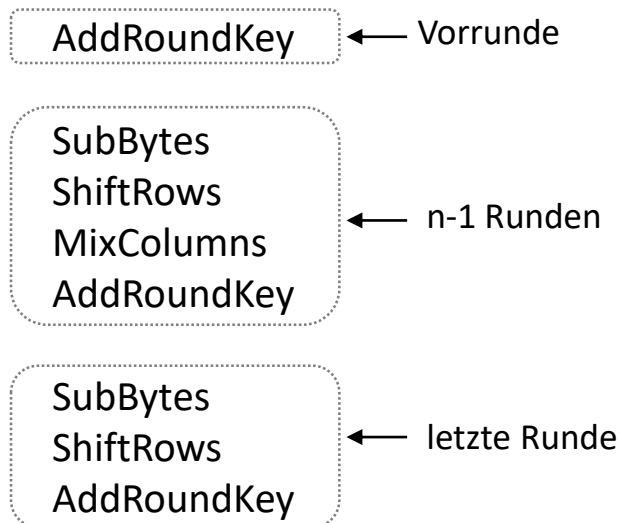 AddRoundKey
Vorrunde
SubBytes
ShiftRows
MixColumns
AddRoundKey
n-1 Runden
SubBytes
ShiftRows
AddRoundKey
letzte Runde